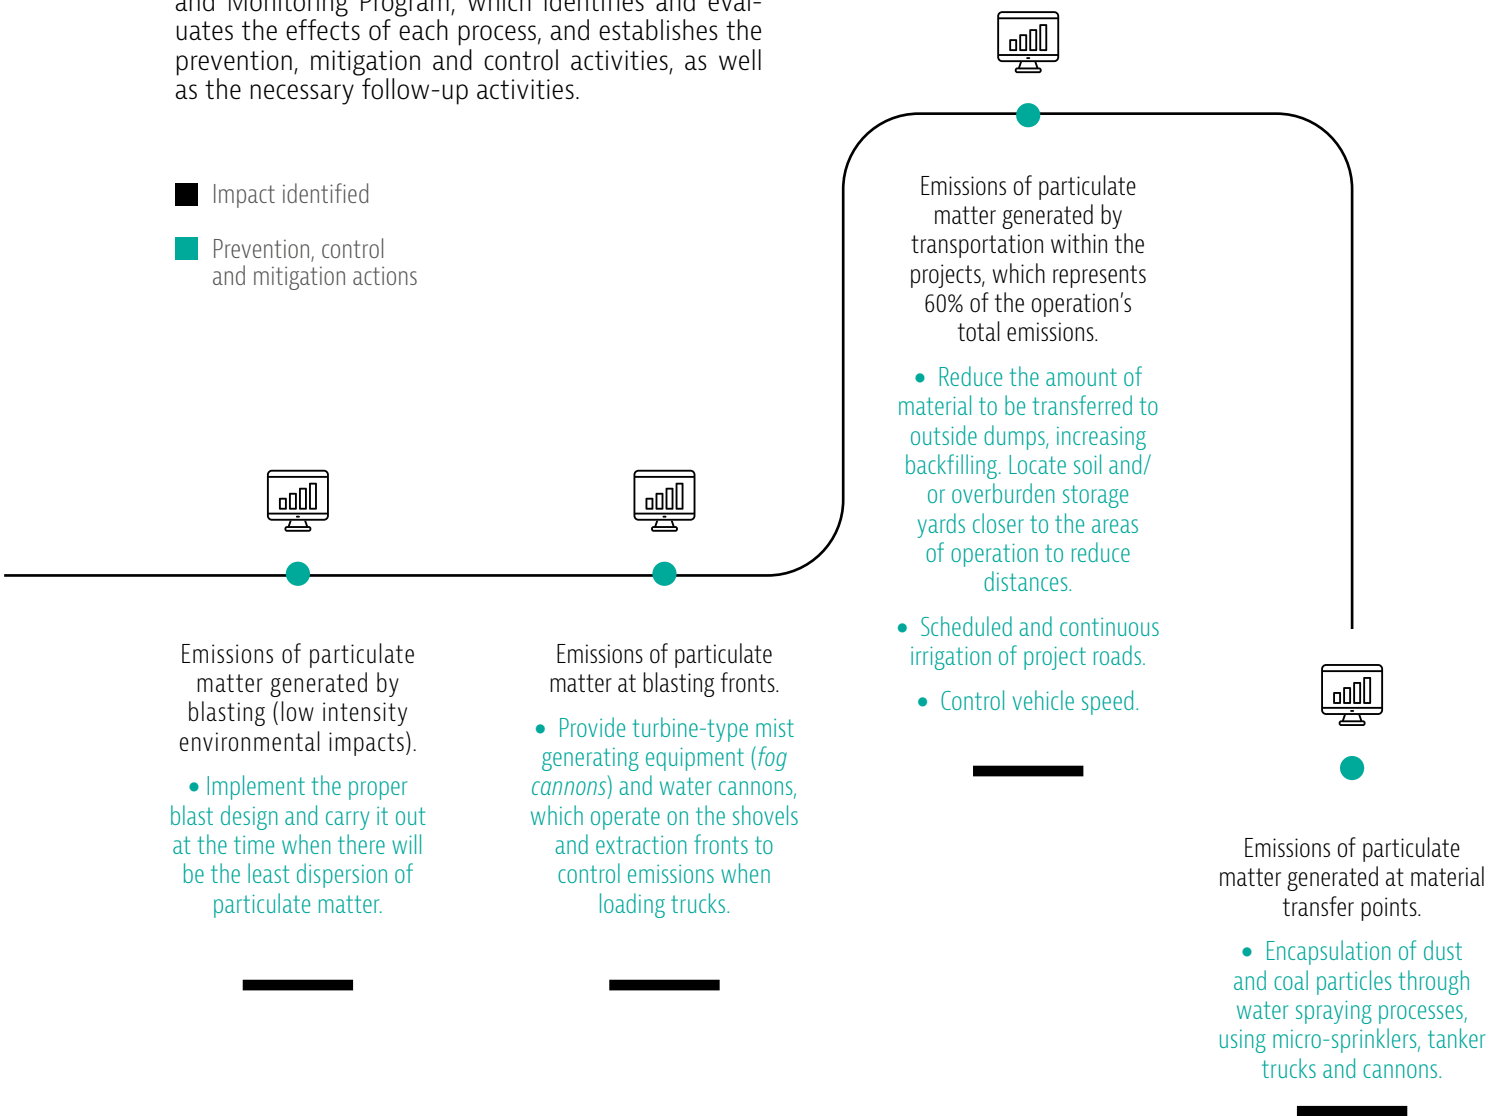 and Monitoring Program, which identifies and eval-
uates the effects of each process, and establishes the
prevention, mitigation and control activities, as well
as the necessary follow-up activities.
Impact identified
Prevention, control
and mitigation actions
Emissions of particulate
matter generated by
blasting (low intensity
environmental impacts).
• Implement the proper
blast design and carry it out
at the time when there will
be the least dispersion of
particulate matter.
Emissions of particulate
matter at blasting fronts.
• Provide turbine-type mist
generating equipment (fog
cannons) and water cannons,
which operate on the shovels
and extraction fronts to
control emissions when
loading trucks.
Emissions of particulate
matter generated by
transportation within the
projects, which represents
60% of the operation's
total emissions.
• Reduce the amount of
material to be transferred to
outside dumps, increasing
backfilling. Locate soil and/
or overburden storage
yards closer to the areas
of operation to reduce
distances.
• Scheduled and continuous
irrigation of project roads.
• Control vehicle speed.
Emissions of particulate
matter generated at material
transfer points.
• Encapsulation of dust
and coal particles through
water spraying processes,
using micro-sprinklers, tanker
trucks and cannons.